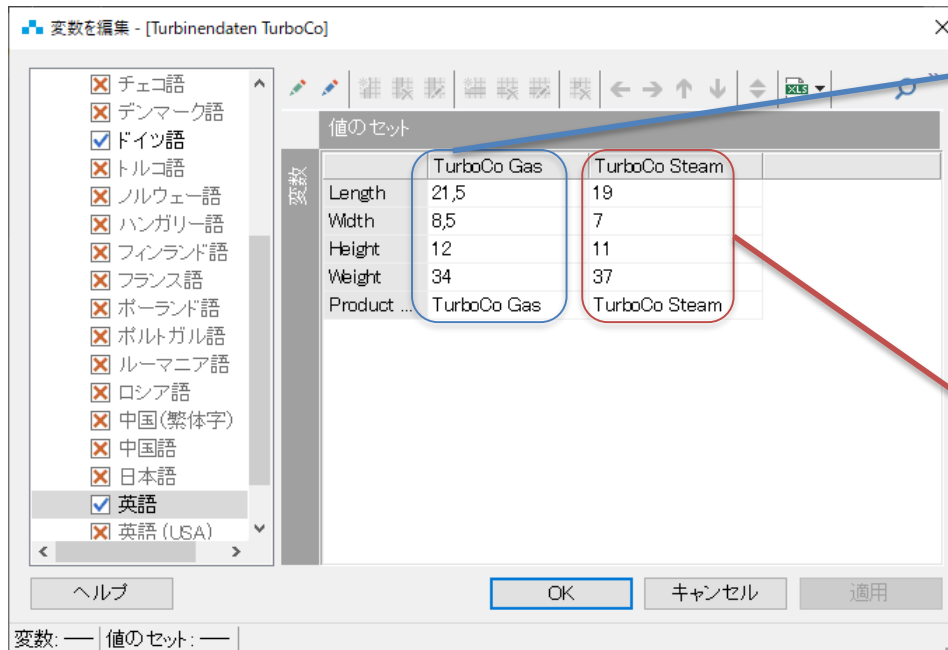 変数を編集 - [Turbinendaten TurboCo]
チェコ語
デンマーク語
ドイツ語
トルコ語
ノルウェー語
ハンガリー語
フィンランド語
フランス語
ポーランド語
ポルトガル語
ルーマニア語
ロシア語
中国(繁体字)
中国語
日本語
英語
英語 (USA)
XLS
値のセット
変数
TurboCo Gas TurboCo Steam
Length 21,5 19
Width 8,5 7
Height 12 11
Weight 34 37
Product ... TurboCo Gas TurboCo Steam
ヘルプ OK キャンセル 適用
変数: ── 値のセット: ──